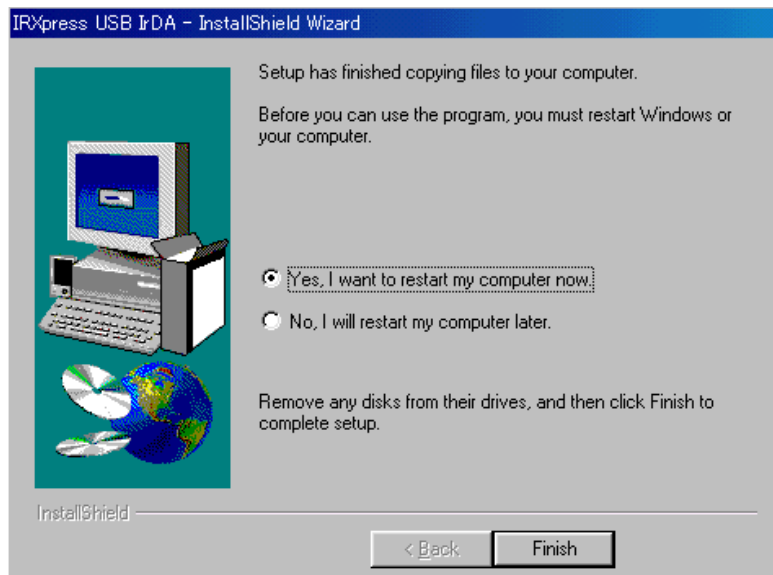 IRXpress USB IrDA - InstallShield Wizard
Setup has finished copying files to your computer.
Before you can use the program, you must restart Windows or
your computer.
Yes, I want to restart my computer now.
No, I will restart my computer later.
Remove any disks from their drives, and then click Finish to
complete setup.
InstallShield
< Back
Finish